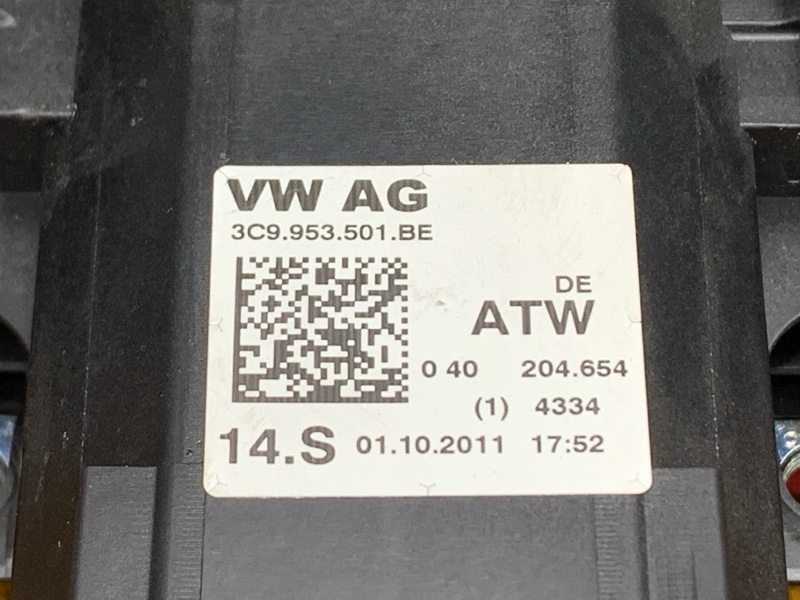 VW AG
3C9.953.501.BE
DE
ATW
0 40 204.654
(1) 4334
14.S 01.10.2011 17:52